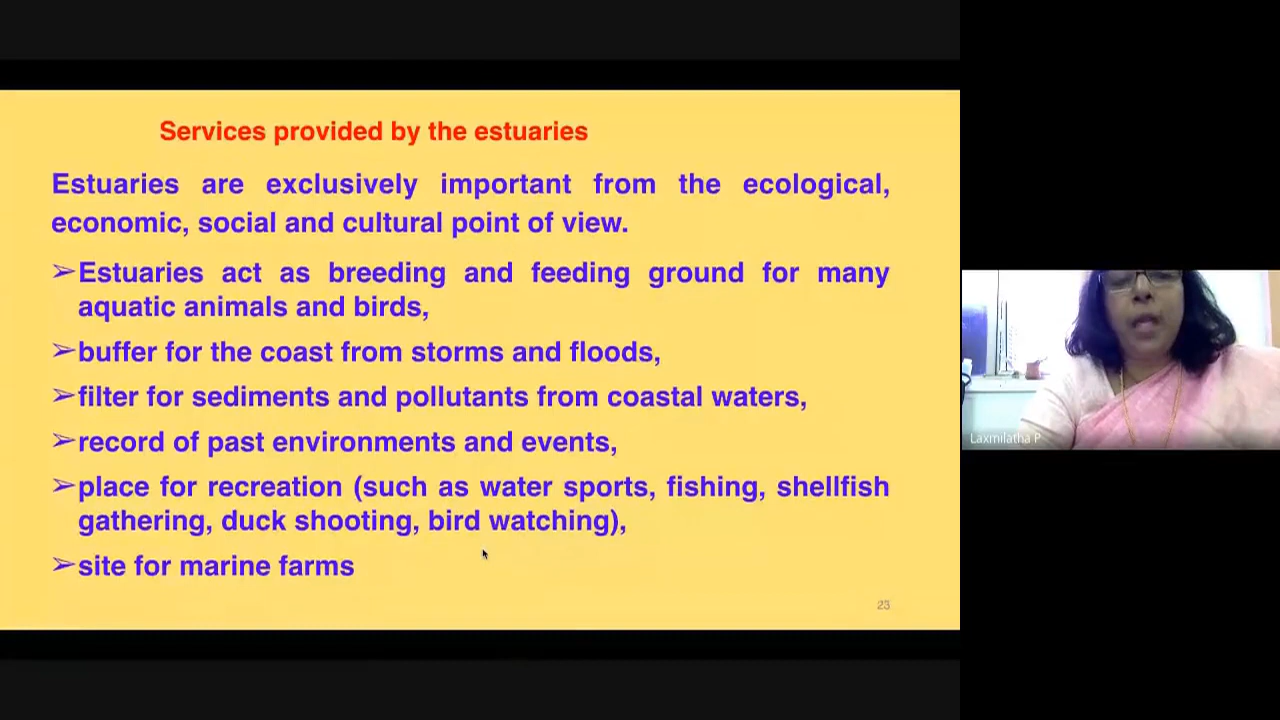 Services provided by the estuaries
Estuaries are exclusively important from the ecological,
economic, social and cultural point of view.
➢Estuaries act as breeding and feeding ground for many
aquatic animals and birds,
➢buffer for the coast from storms and floods,
➢filter for sediments and pollutants from coastal waters,
➢record of past environments and events,
➢place for recreation (such as water sports, fishing, shellfish
gathering, duck shooting, bird watching),
➢site for marine farms
23
Laxmilatha P